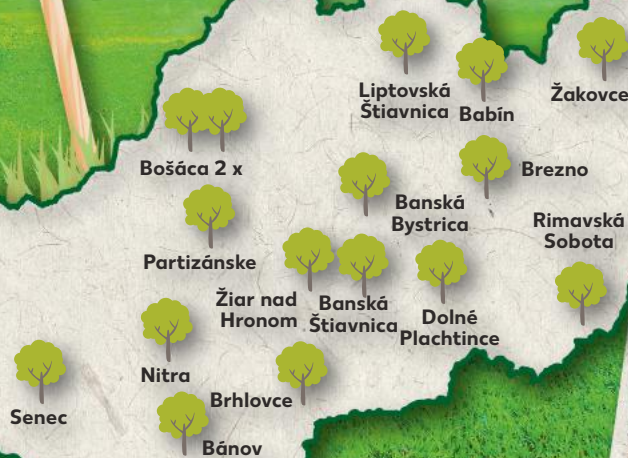 Liptovská
Štiavnica
Babín
Žakovce
Bošáca 2 x
Brezno
Banská
Bystrica
Rimavská
Sobota
Partizánske
Žiar nad
Hronom
Banská
Štiavnica
Dolné
Plachtince
Nitra
Brhlovce
Senec
Bánov